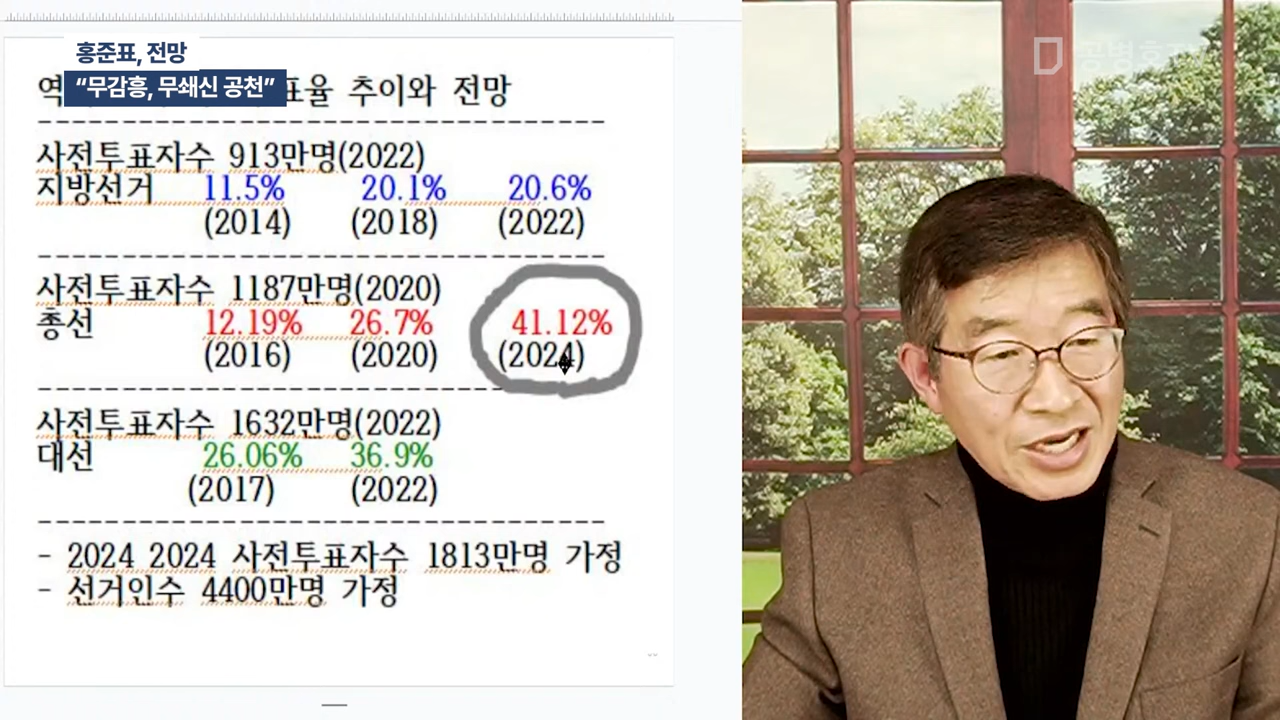 홍준표, 전망
“무감흥, 무쇄신 공천”
역 표율 추이와 전망
사전투표자수 913만명(2022)
지방선거 11.5% 20.1% 20.6%
(2014) (2018) (2022)
사전투표자수 1187만명(2020)
총선 12.19% 26.7% 41.12%
(2016) (2020) (2024)
사전투표자수 1632만명(2022)
대선 26.06% 36.9%
(2017) (2022)
- 2024 2024 사전투표자수 1813만명 가정
- 선거인수 4400만명 가정
공병호